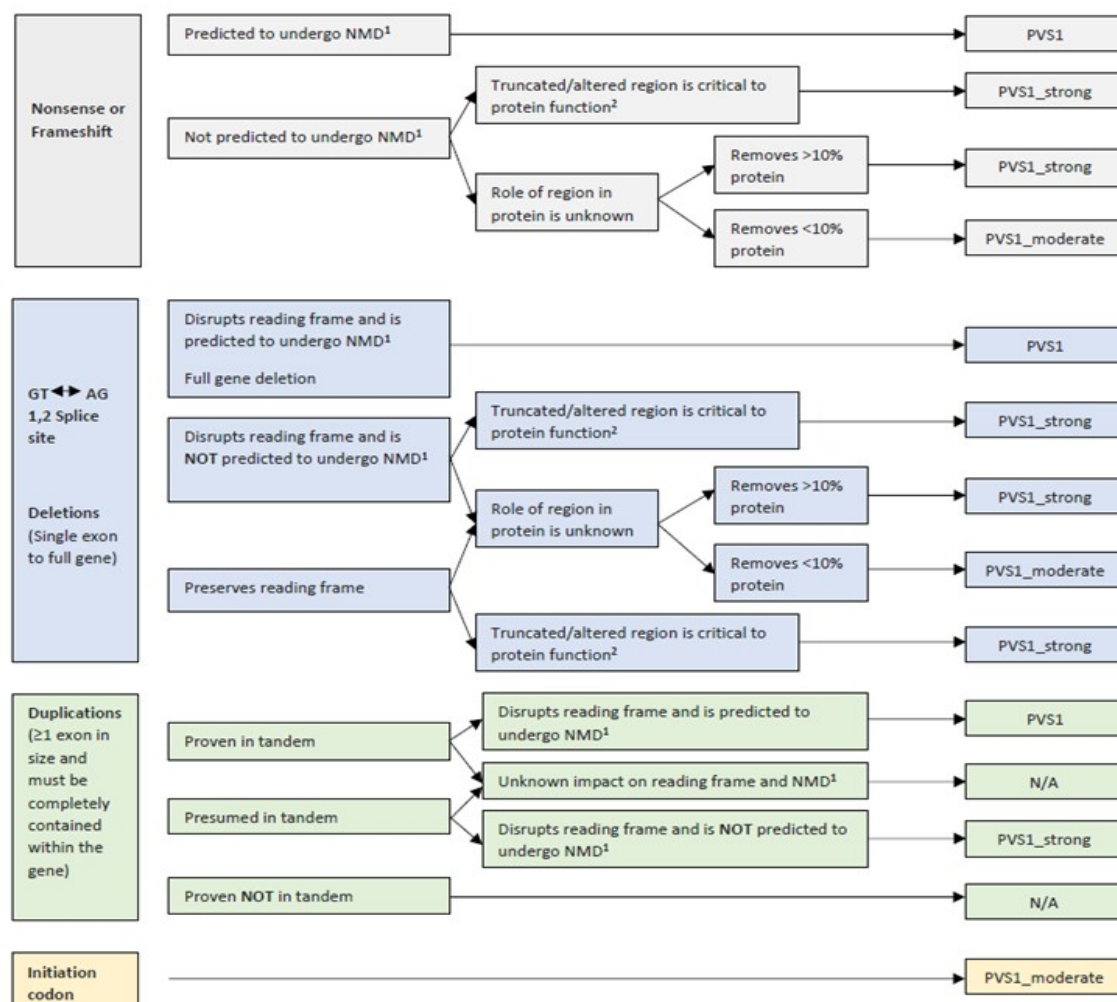 Nonsense or
Frameshift
Predicted to undergo NMD¹
PVS1
Not predicted to undergo NMD¹
Truncated/altered region is critical to
protein function²
PVS1_strong
Role of region in
protein is unknown
Removes >10%
protein
PVS1_strong
Removes <10%
protein
PVS1_moderate
GT AG
1,2 Splice
site
Deletions
(Single exon
to full gene)
Disrupts reading frame and is
predicted to undergo NMD¹
Full gene deletion
PVS1
Disrupts reading frame and is
NOT predicted to undergo NMD¹
Truncated/altered region is critical to
protein function²
PVS1_strong
Role of region in
protein is unknown
Removes >10%
protein
PVS1_strong
Removes <10%
protein
PVS1_moderate
Preserves reading frame
Truncated/altered region is critical to
protein function²
PVS1_strong
Duplications
(≥1 exon in
size and
must be
completely
contained
within the
gene)
Proven in tandem
Disrupts reading frame and is predicted to
undergo NMD¹
PVS1
Unknown impact on reading frame and NMD¹
N/A
Presumed in tandem
Disrupts reading frame and is NOT predicted to
undergo NMD¹
PVS1_strong
Proven NOT in tandem
N/A
Initiation
codon
PVS1_moderate